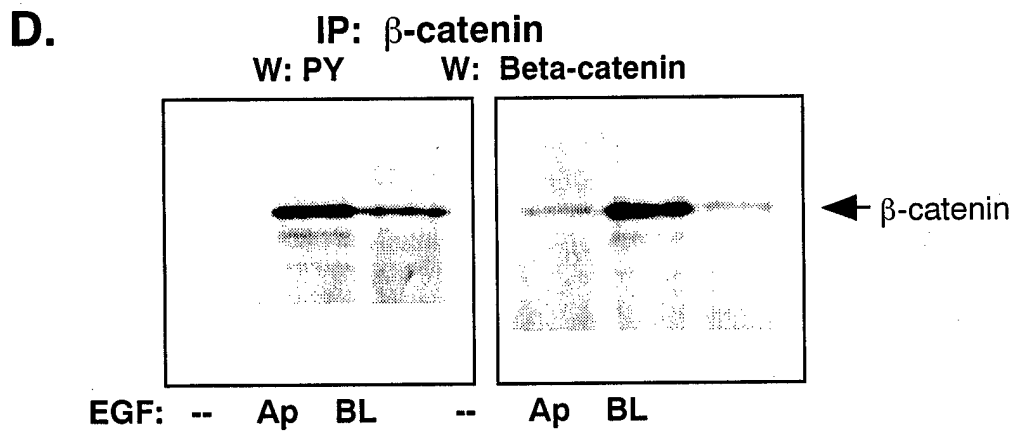 D.
IP: β-catenin
W: PY W: Beta-catenin
β-catenin
EGF: -- Ap BL -- Ap BL